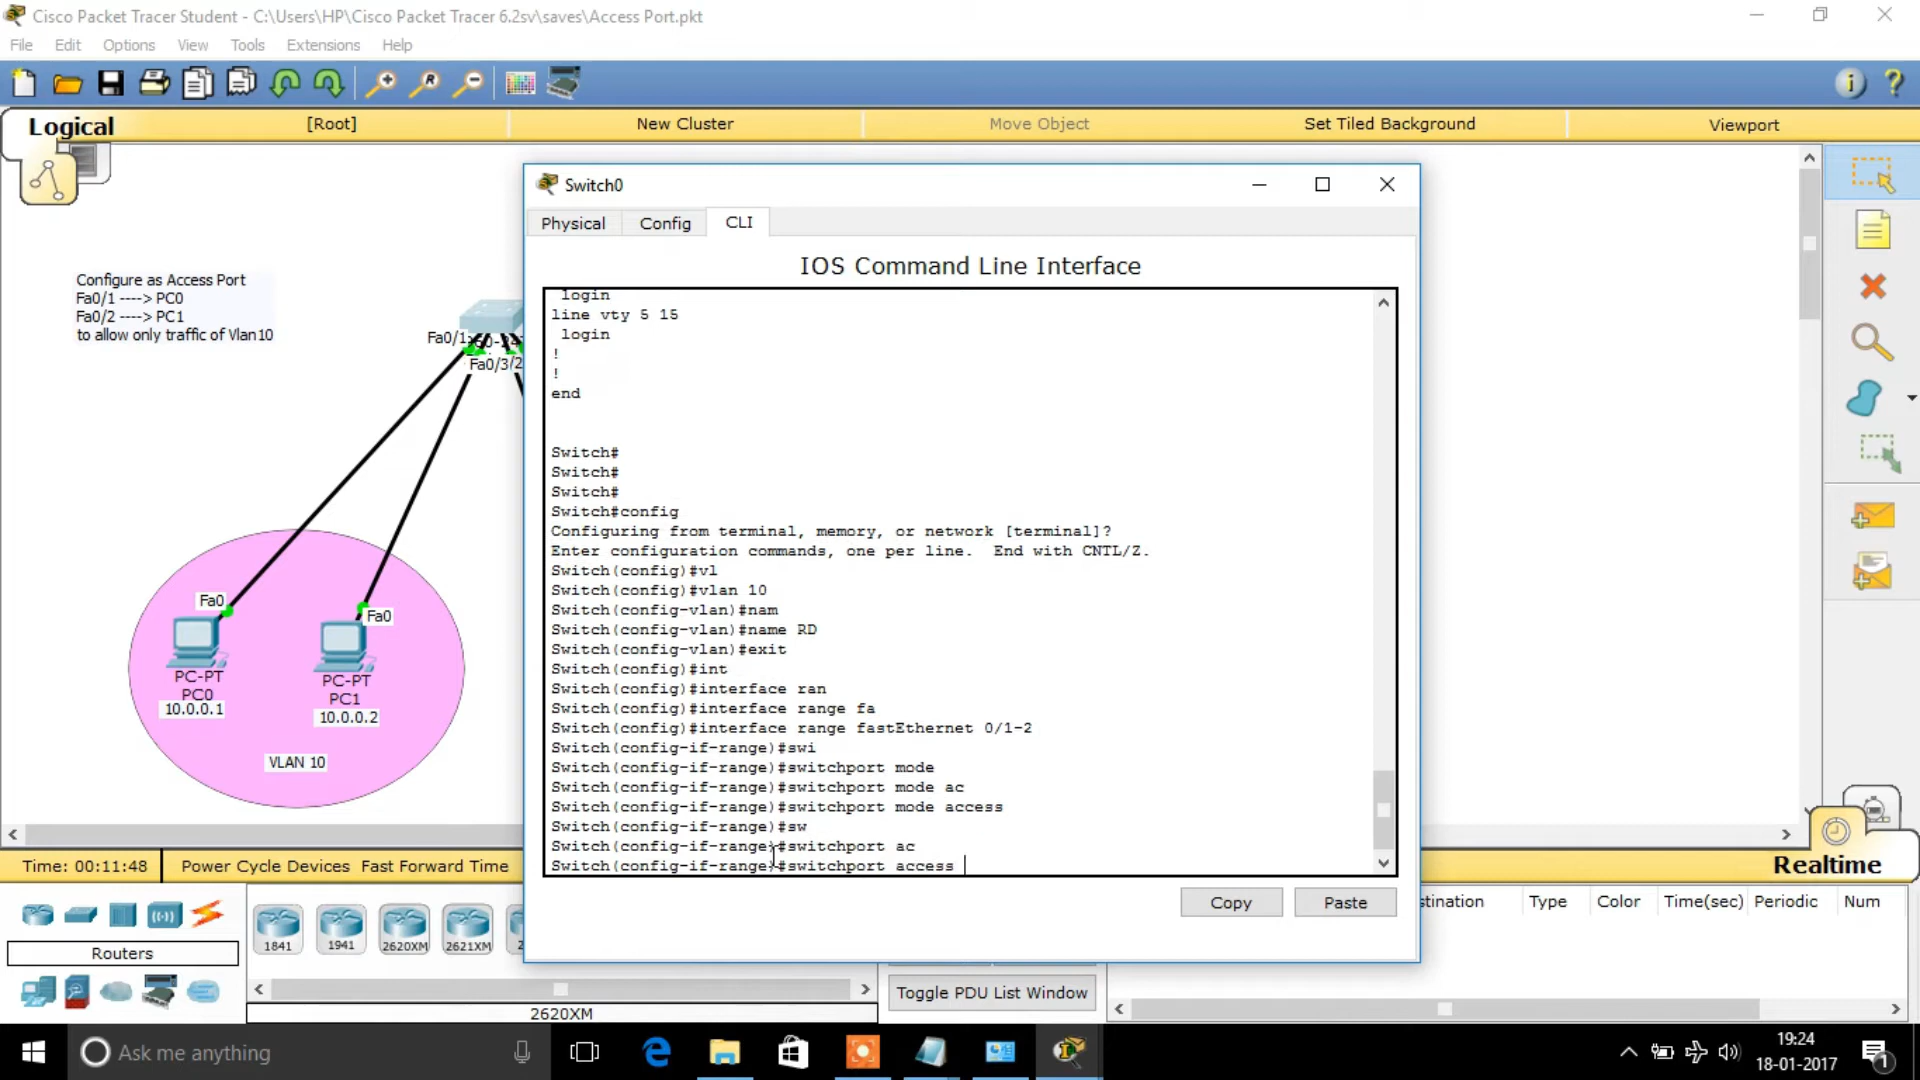 Cisco Packet Tracer Student - C:\Users\HP\Cisco Packet Tracer 6.2sv\saves\Access Port.pkt
File Edit Options View Tools Extensions Help
Logical [Root] New Cluster Move Object Set Tiled Background Viewport
Switch0
Physical Config CLI
IOS Command Line Interface
login
line vty 5 15
login
!
!
end
Switch#
Switch#
Switch#
Switch#config
Configuring from terminal, memory, or network [terminal]?
Enter configuration commands, one per line.  End with CNTL/Z.
Switch(config)#vl
Switch(config)#vlan 10
Switch(config-vlan)#nam
Switch(config-vlan)#name RD
Switch(config-vlan)#exit
Switch(config)#int
Switch(config)#interface ran
Switch(config)#interface range fa
Switch(config)#interface range fastEthernet 0/1-2
Switch(config-if-range)#swi
Switch(config-if-range)#switchport mode
Switch(config-if-range)#switchport mode ac
Switch(config-if-range)#switchport mode access
Switch(config-if-range)#sw
Switch(config-if-range)#switchport ac
Switch(config-if-range)#switchport access
Copy Paste
Configure as Access Port
Fa0/1 ----> PC0
Fa0/2 ----> PC1
to allow only traffic of Vlan10
Fa0/1
Fa0/3/2
Fa0
Fa0
PC-PT
PC0
10.0.0.1
PC-PT
PC1
10.0.0.2
VLAN 10
Time: 00:11:48 Power Cycle Devices Fast Forward Time
Realtime
Routers
1841 1941 2620XM 2621XM
2620XM
Toggle PDU List Window
stination Type Color Time(sec) Periodic Num
Ask me anything
19:24
18-01-2017
1